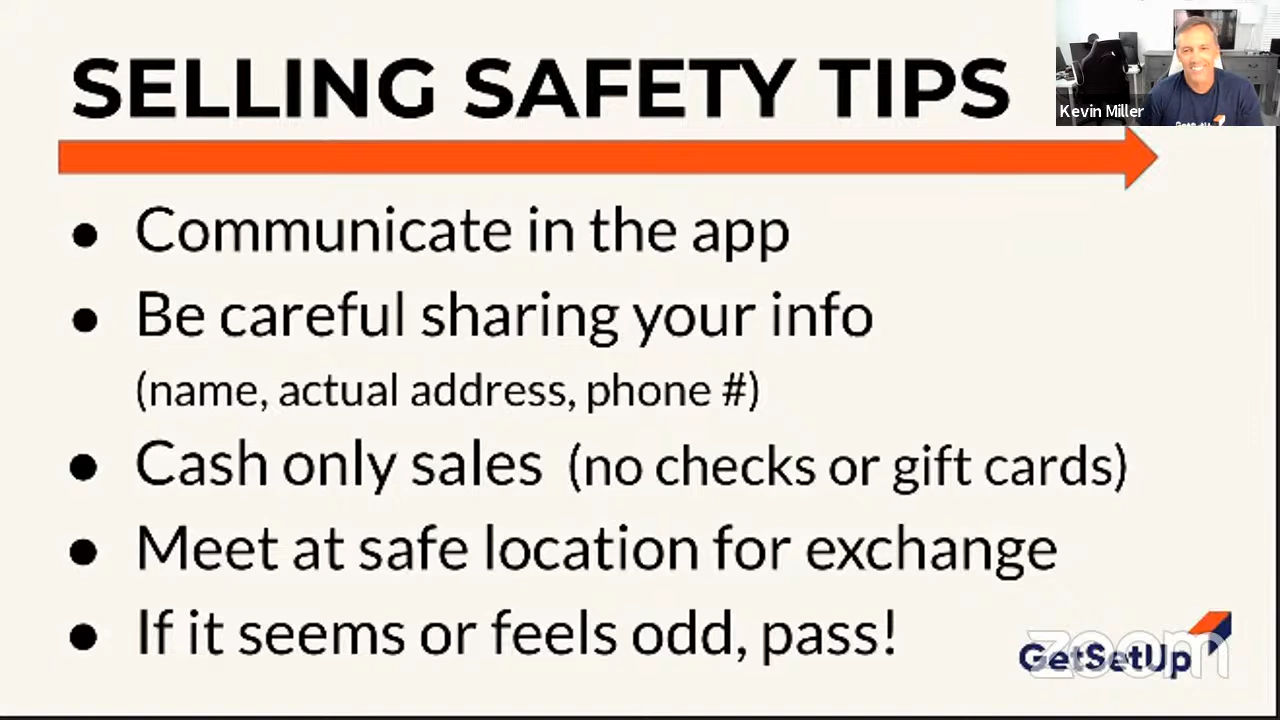 SELLING SAFETY TIPS
Kevin Miller
GetSetUp
• Communicate in the app
• Be careful sharing your info
(name, actual address, phone #)
• Cash only sales (no checks or gift cards)
• Meet at safe location for exchange
• If it seems or feels odd, pass!
GetSetUp
zoom